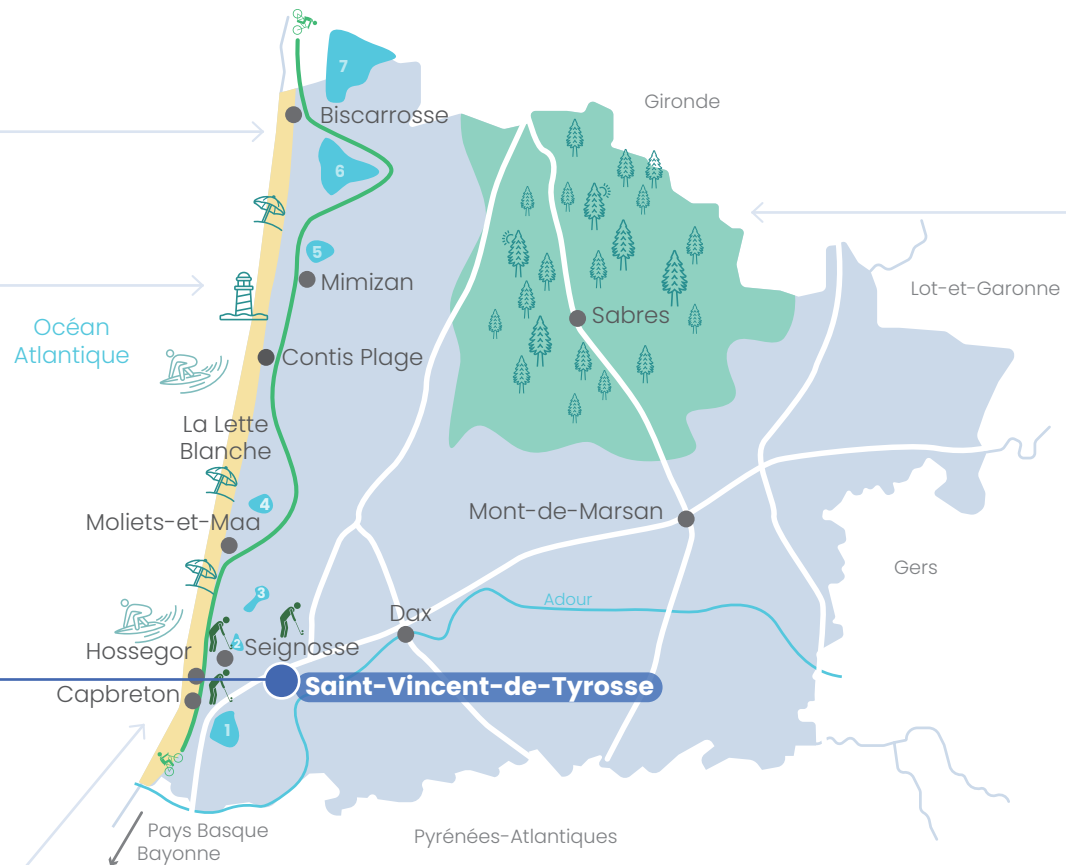 7
Gironde
Biscarrosse
6
5
Mimizan
Lot-et-Garonne
Sabres
Océan
Atlantique
Contis Plage
La Lette
Blanche
4
Moliets-et-Maa
Mont-de-Marsan
Gers
3
Adour
Dax
2
Seignosse
Hossegor
Saint-Vincent-de-Tyrosse
Capbreton
1
Pays Basque
Bayonne
Pyrénées-Atlantiques